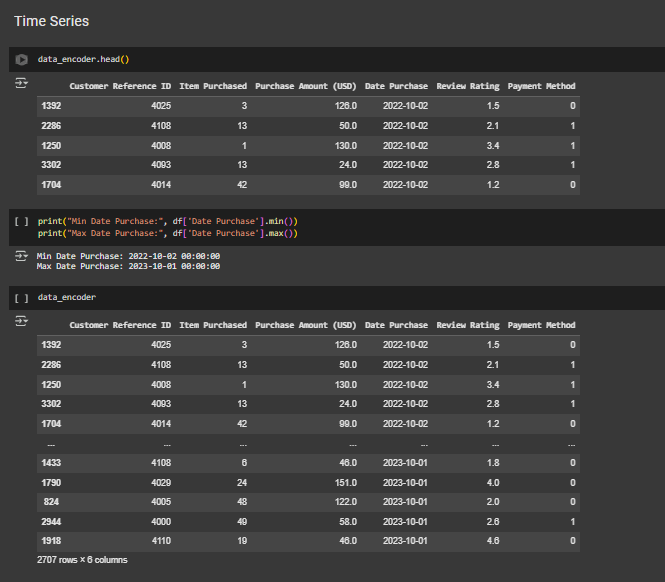 Time Series
data_encoder.head()
Customer Reference ID Item Purchased Purchase Amount (USD) Date Purchase Review Rating Payment Method
1392 4025 3 126.0 2022-10-02 1.5 0
2286 4108 13 50.0 2022-10-02 2.1 1
1250 4008 1 130.0 2022-10-02 3.4 1
3302 4093 13 24.0 2022-10-02 2.8 1
1704 4014 42 99.0 2022-10-02 1.2 0
[ ] print("Min Date Purchase:", df['Date Purchase'].min())
print("Max Date Purchase:", df['Date Purchase'].max())
Min Date Purchase: 2022-10-02 00:00:00
Max Date Purchase: 2023-10-01 00:00:00
[ ] data_encoder
Customer Reference ID Item Purchased Purchase Amount (USD) Date Purchase Review Rating Payment Method
1392 4025 3 126.0 2022-10-02 1.5 0
2286 4108 13 50.0 2022-10-02 2.1 1
1250 4008 1 130.0 2022-10-02 3.4 1
3302 4093 13 24.0 2022-10-02 2.8 1
1704 4014 42 99.0 2022-10-02 1.2 0
... ... ... ... ... ... ...
1433 4108 6 46.0 2023-10-01 1.8 0
1790 4029 24 151.0 2023-10-01 4.0 0
824 4005 48 122.0 2023-10-01 2.0 0
2944 4000 49 58.0 2023-10-01 2.6 1
1918 4110 19 46.0 2023-10-01 4.6 0
2707 rows × 6 columns